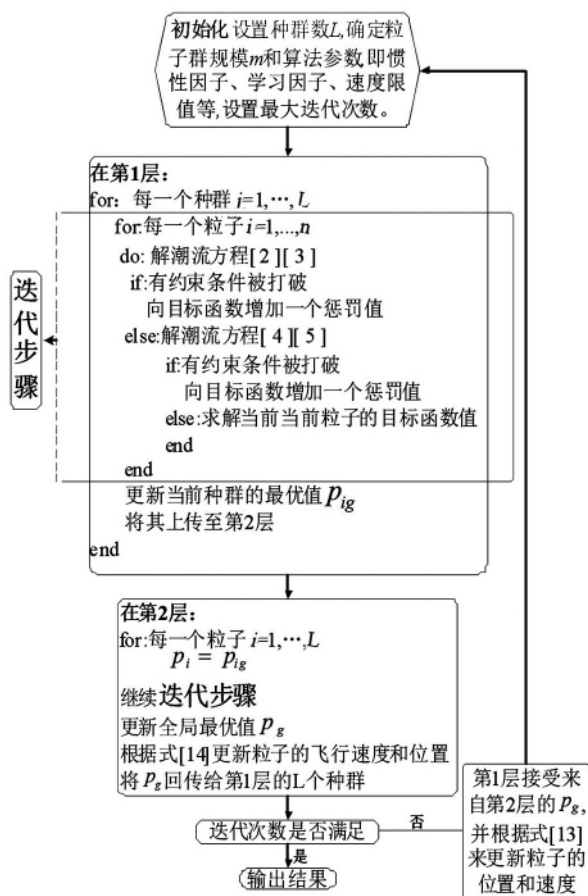 初始化 设置种群数L,确定粒
子群规模m和算法参数,即惯
性因子、学习因子、速度限
值等,设置最大迭代次数。
在第1层:
for: 每一个种群 i=1,…, L
for:每一个粒子i=1,...,n
do: 解潮流方程[2][3]
if:有约束条件被打破
向目标函数增加一个惩罚值
else:解潮流方程[4][5]
if:有约束条件被打破
向目标函数增加一个惩罚值
else:求解当前当前粒子的目标函数值
end
end
更新当前种群的最优值 p_ig
将其上传至第2层
end
迭代步骤
在第2层:
for:每一个粒子 i=1,…,L
p_i = p_ig
继续迭代步骤
更新全局最优值 p_g
根据式[14]更新粒子的飞行速度和位置
将 p_g 回传给第1层的L个种群
迭代次数是否满足
否
是
输出结果
第1层接受来
自第2层的 p_g,
并根据式[13]
来更新粒子的
位置和速度